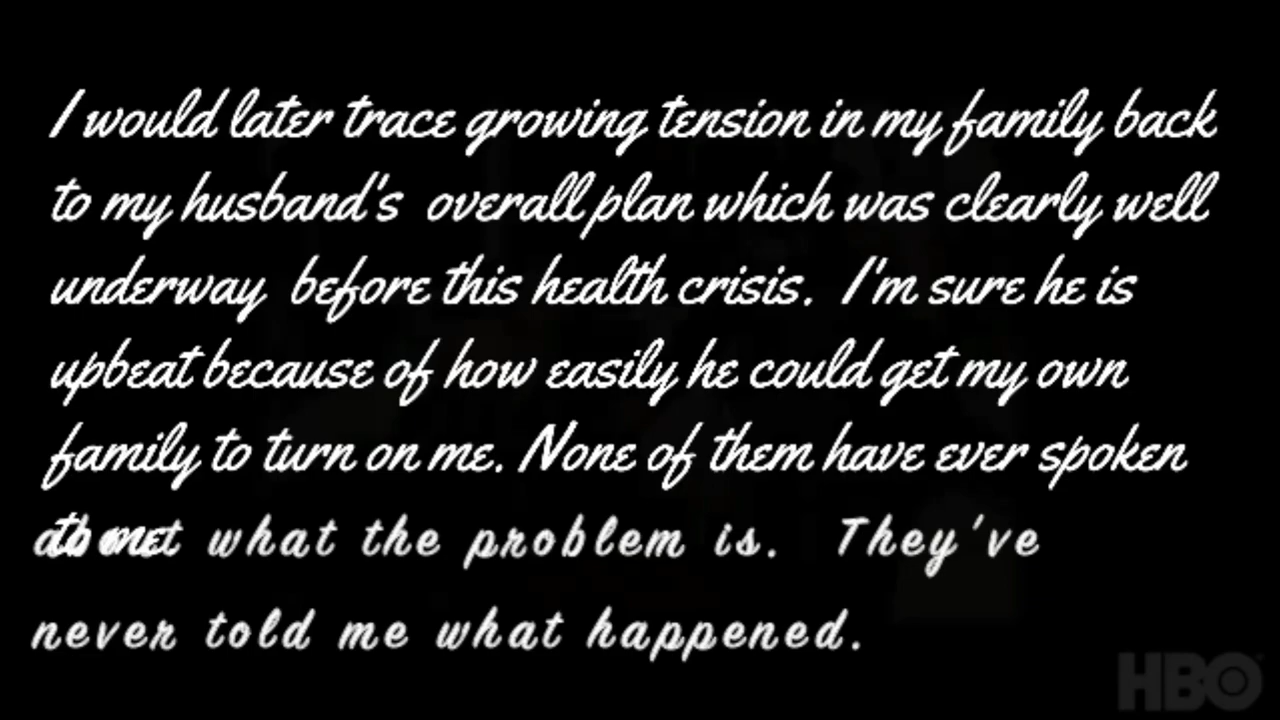 I would later trace growing tension in my family back
to my husband's overall plan which was clearly well
underway before this health crisis. I'm sure he is
upbeat because of how easily he could get my own
family to turn on me. None of them have ever spoken
to me
about what the problem is. They've
never told me what happened.
HBO